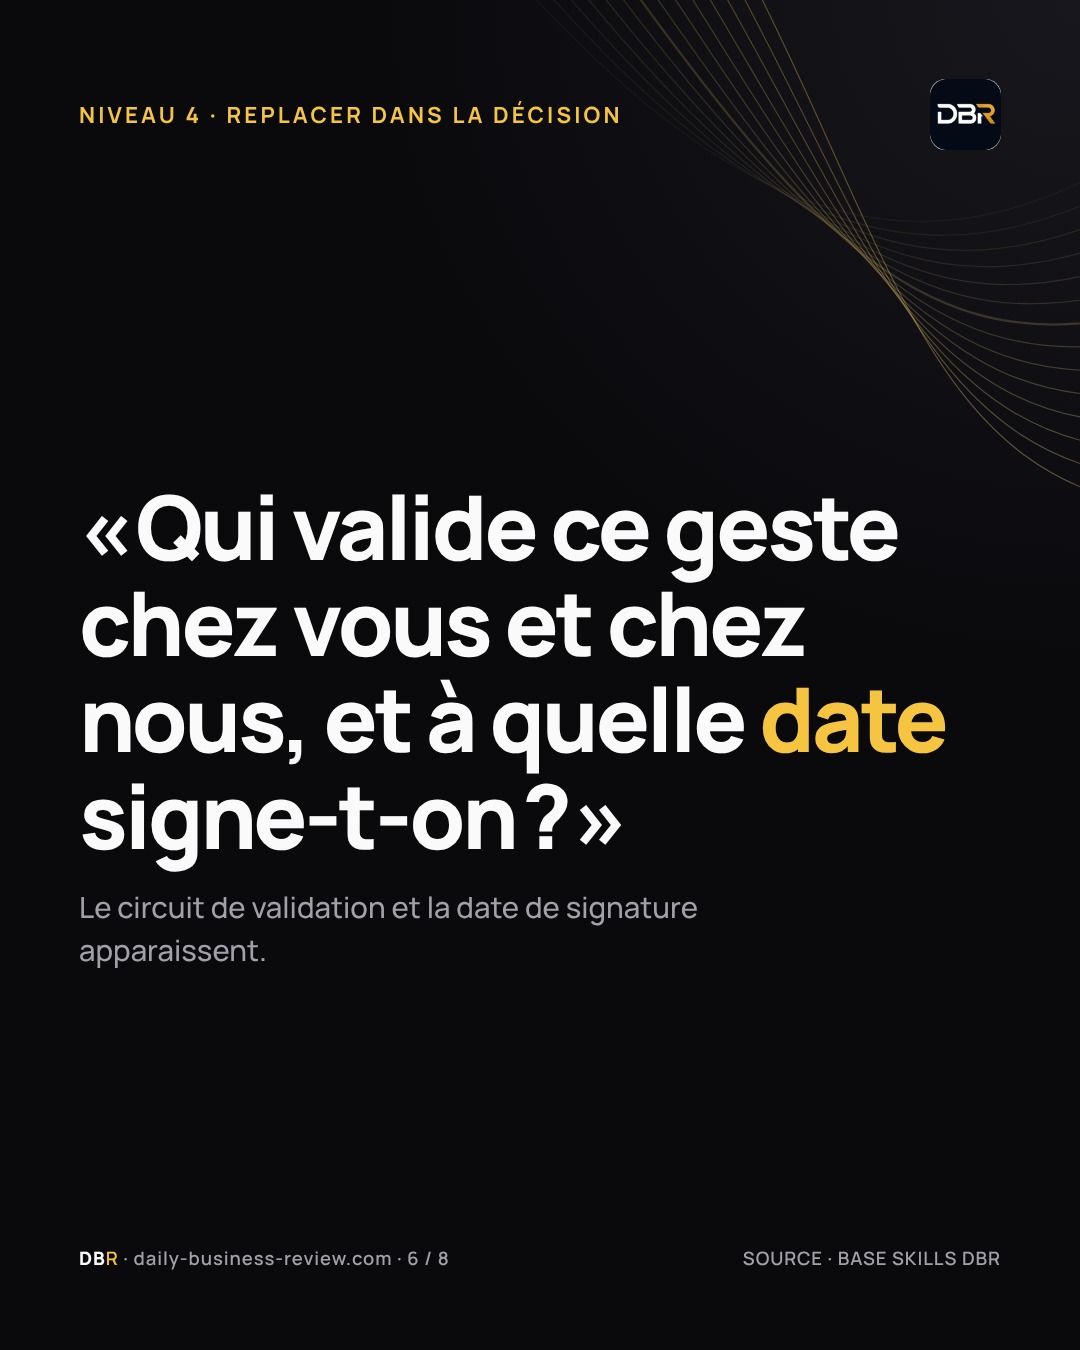 NIVEAU 4 · REPLACER DANS LA DÉCISION
DBR
«Qui valide ce geste
chez vous et chez
nous, et à quelle date
signe-t-on ?»
Le circuit de validation et la date de signature
apparaissent.
DBR · daily-business-review.com · 6 / 8
SOURCE · BASE SKILLS DBR